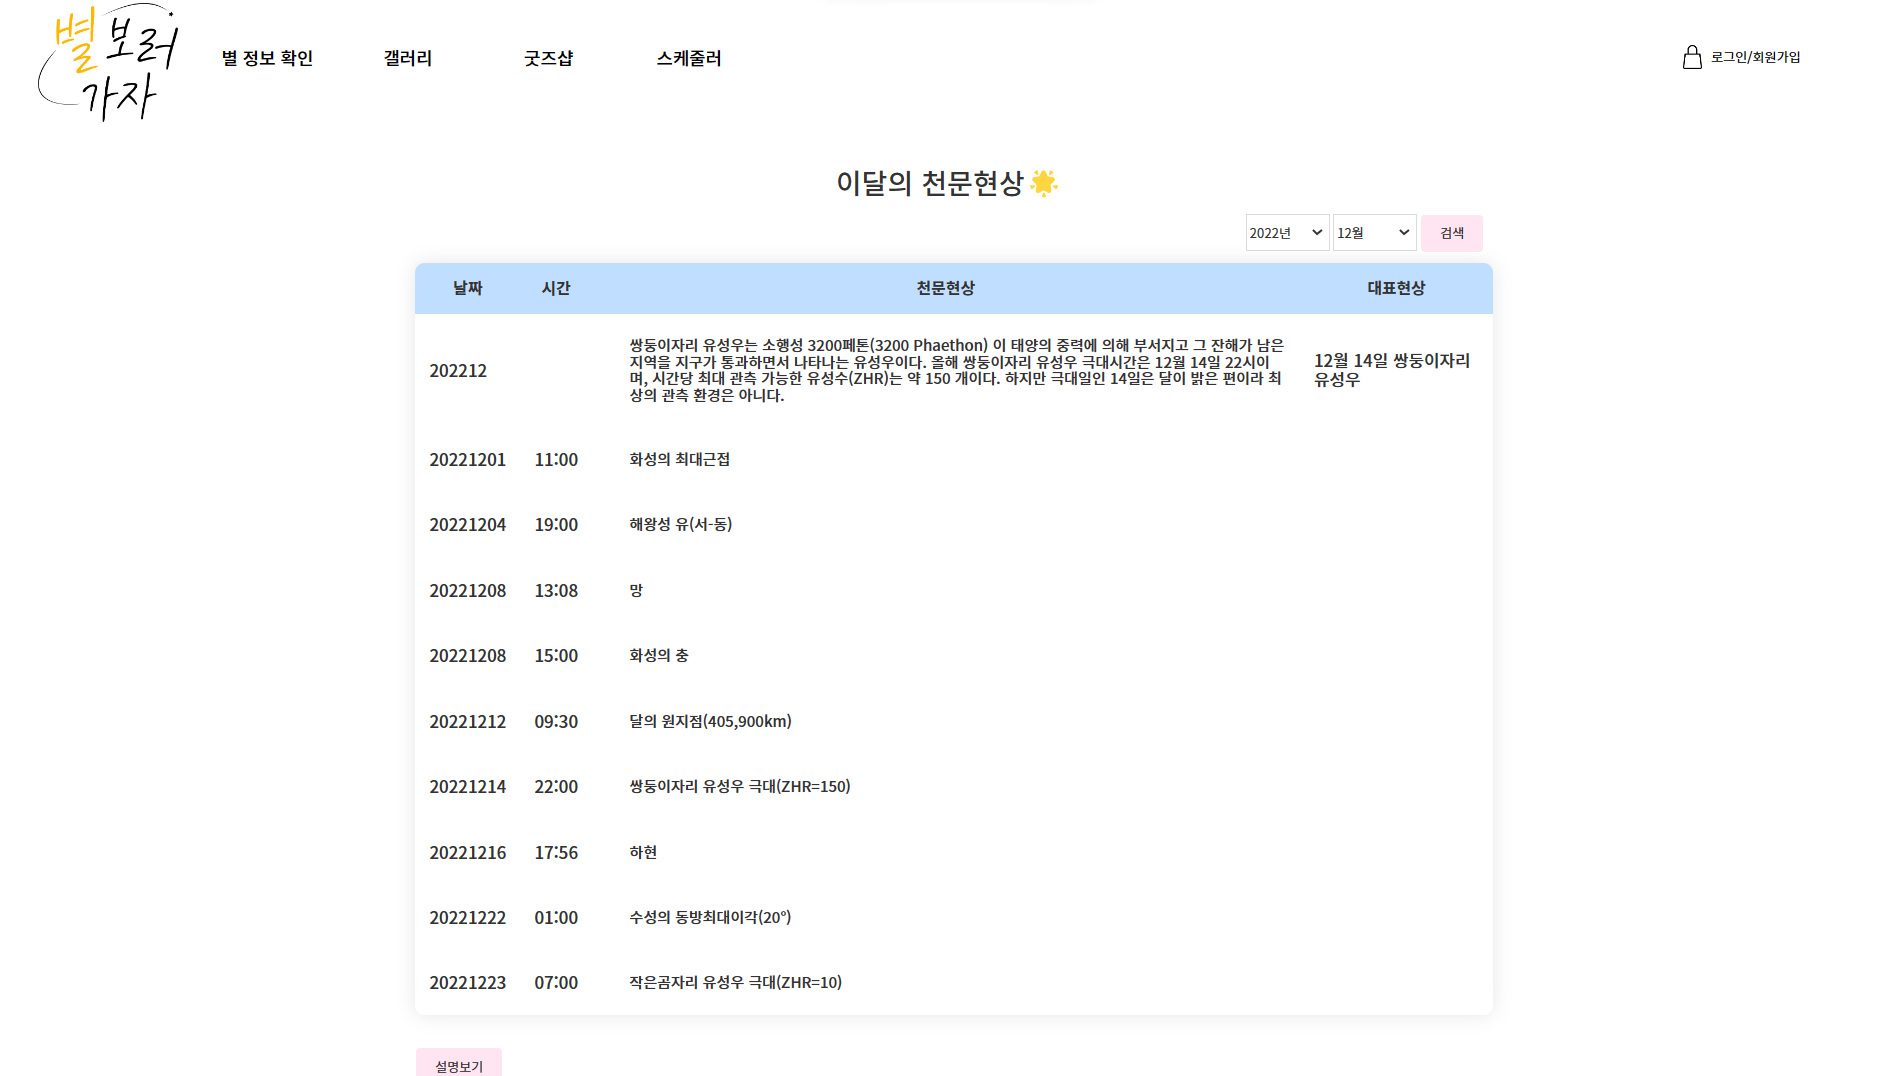 별 보러
가자
별 정보 확인 갤러리 굿즈샵 스케줄러 로그인/회원가입
이달의 천문현상
2022년 12월 검색
날짜 시간 천문현상 대표현상
202212
쌍둥이자리 유성우는 소행성 3200페톤(3200 Phaethon) 이 태양의 중력에 의해 부서지고 그 잔해가 남은
지역을 지구가 통과하면서 나타나는 유성우이다. 올해 쌍둥이자리 유성우 극대시간은 12월 14일 22시이
며, 시간당 최대 관측 가능한 유성수(ZHR)는 약 150 개이다. 하지만 극대일인 14일은 달이 밝은 편이라 최
상의 관측 환경은 아니다.
12월 14일 쌍둥이자리
유성우
20221201 11:00 화성의 최대근접
20221204 19:00 해왕성 유(서-동)
20221208 13:08 망
20221208 15:00 화성의 충
20221212 09:30 달의 원지점(405,900km)
20221214 22:00 쌍둥이자리 유성우 극대(ZHR=150)
20221216 17:56 하현
20221222 01:00 수성의 동방최대이각(20°)
20221223 07:00 작은곰자리 유성우 극대(ZHR=10)
설명보기